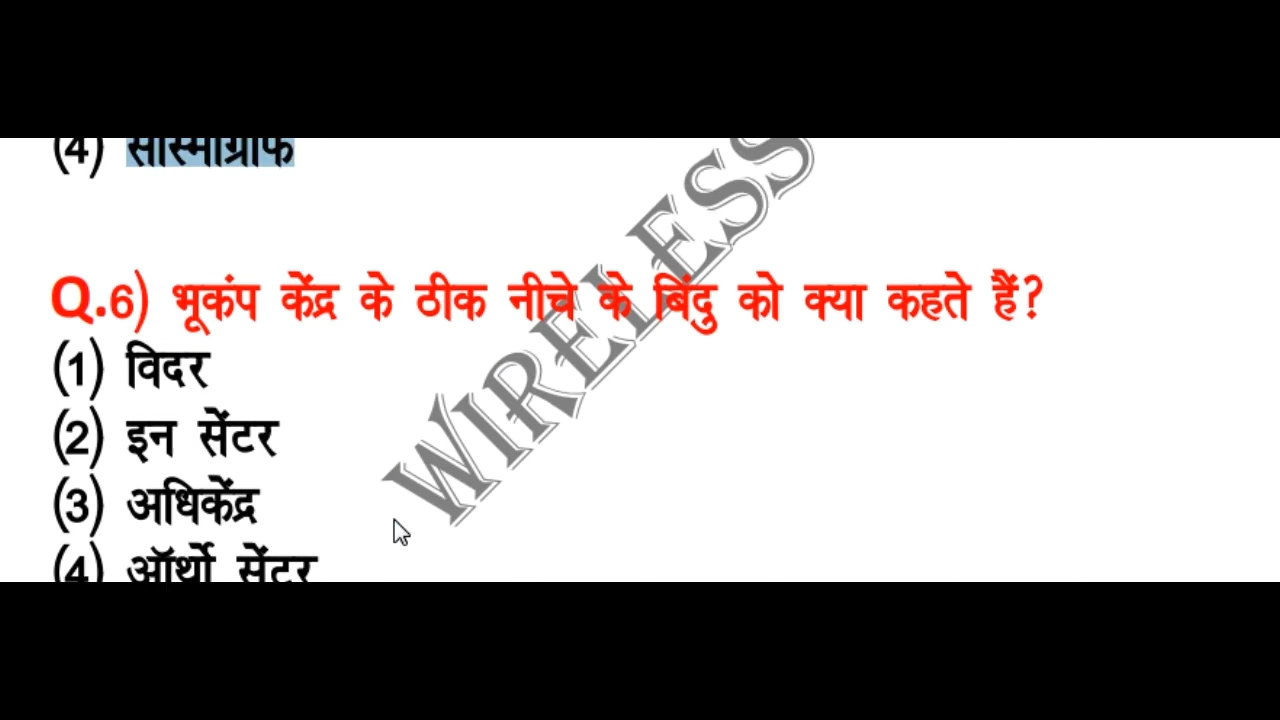 (4) सीस्मोग्राफ
Q.6) भूकंप केंद्र के ठीक नीचे के बिंदु को क्या कहते हैं?
(1) विदर
(2) इन सेंटर
(3) अधिकेंद्र
(4) ऑर्थो सेंटर
WIRELESS